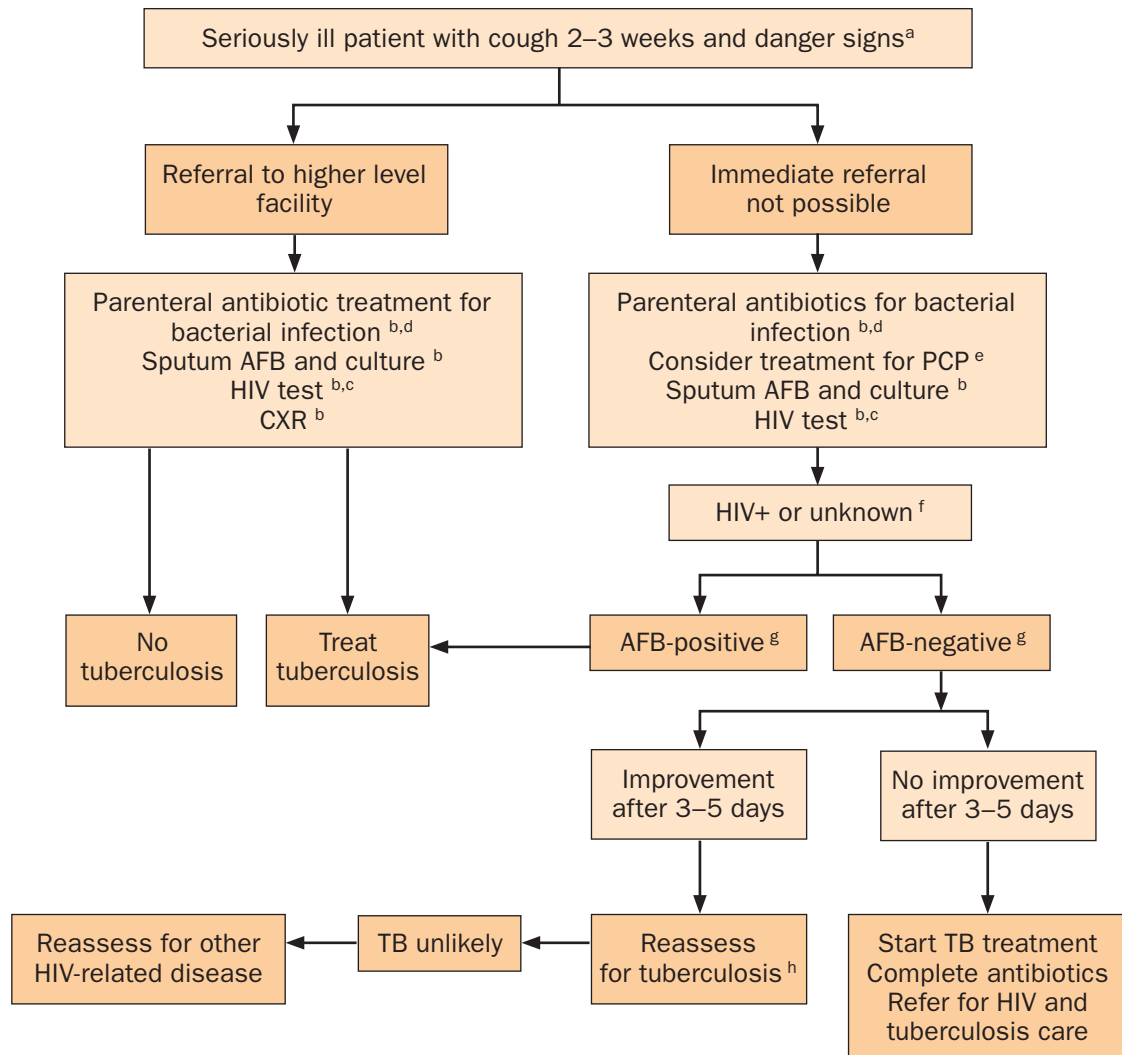 Seriously ill patient with cough 2–3 weeks and danger signs a
Referral to higher level
facility
Immediate referral
not possible
Parenteral antibiotic treatment for
bacterial infection b,d
Sputum AFB and culture b
HIV test b,c
CXR b
Parenteral antibiotics for bacterial
infection b,d
Consider treatment for PCP e
Sputum AFB and culture b
HIV test b,c
HIV+ or unknown f
No
tuberculosis
Treat
tuberculosis
AFB-positive g
AFB-negative g
Improvement
after 3–5 days
No improvement
after 3–5 days
Reassess for other
HIV-related disease
TB unlikely
Reassess
for tuberculosis h
Start TB treatment
Complete antibiotics
Refer for HIV and
tuberculosis care